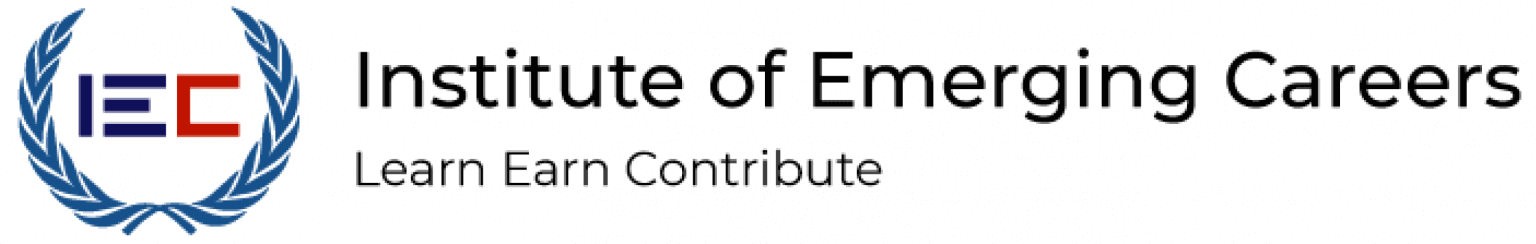 IEC
Institute of Emerging Careers
Learn Earn Contribute